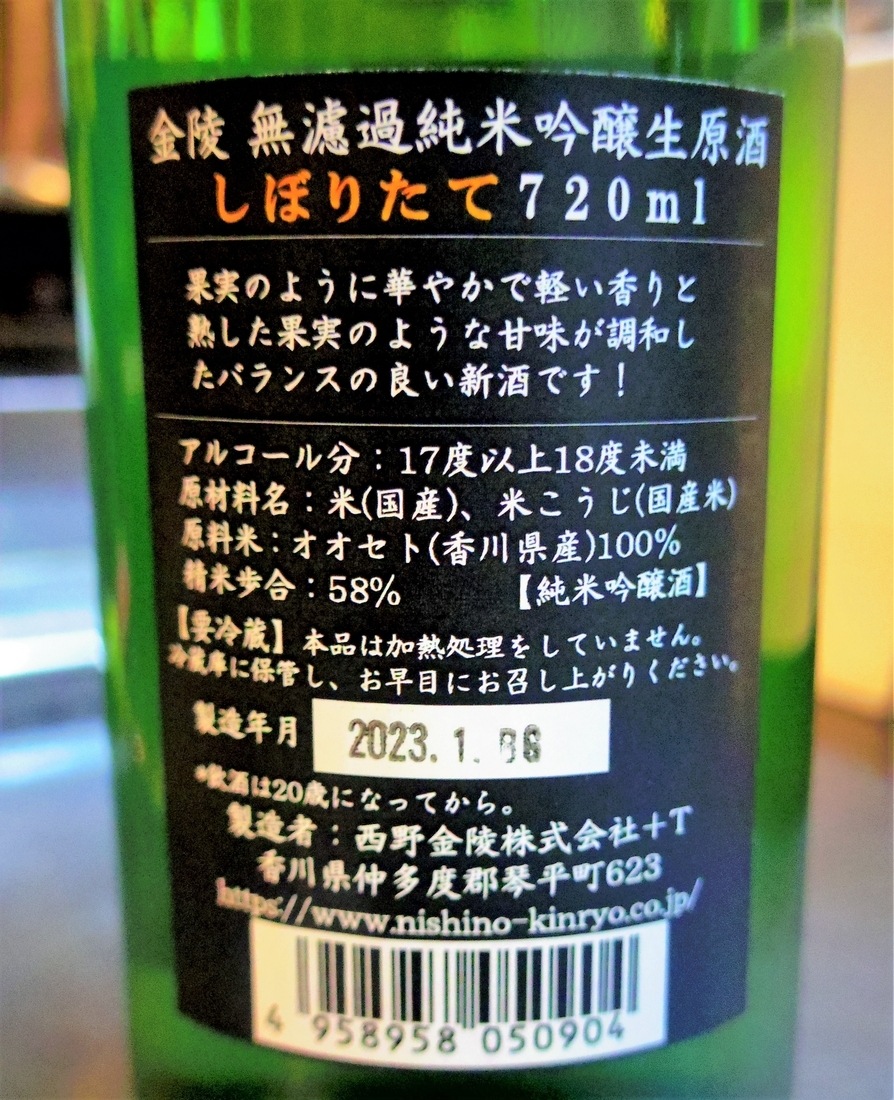 金陵 無濾過純米吟醸生原酒
しぼりたて720ml
果実のように華やかで軽い香りと
熟した果実のような甘味が調和し
たバランスの良い新酒です！
アルコール分：17度以上18度未満
原材料名：米(国産)、米こうじ(国産米)
原料米：オオセト(香川県産)100%
精米歩合：58% 【純米吟醸酒】
【要冷蔵】本品は加熱処理をしていません。
冷蔵庫に保管し、お早目にお召し上がりください。
製造年月 2023.1.
*飲酒は20歳になってから。
製造者：西野金陵株式会社+T
香川県仲多度郡琴平町623
https://www.nishino-kinryo.co.jp/
4 958958 050904